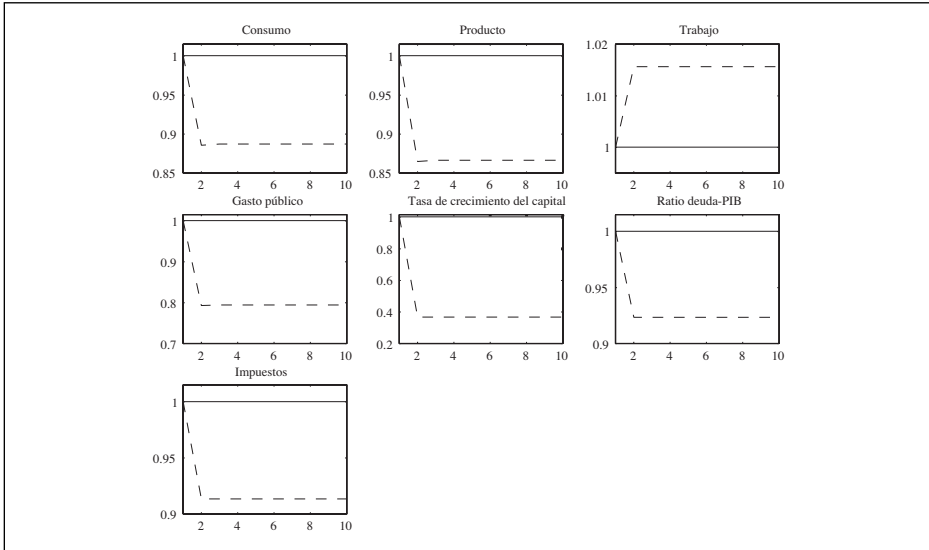 Consumo
1
0.95
0.9
0.85
2 4 6 8 10
Producto
1
0.95
0.9
0.85
2 4 6 8 10
Trabajo
1.02
1.01
1
2 4 6 8 10
Gasto público
1
0.9
0.8
0.7
2 4 6 8 10
Tasa de crecimiento del capital
1
0.8
0.6
0.4
0.2
2 4 6 8 10
Ratio deuda-PIB
1
0.95
0.9
2 4 6 8 10
Impuestos
1
0.95
0.9
2 4 6 8 10